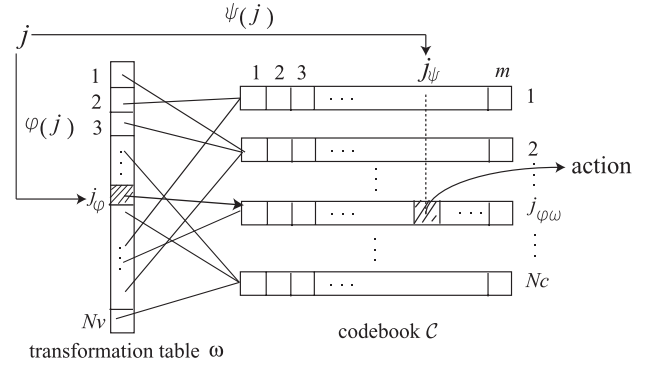 ψ(j)
j
1 2 3 j_ψ m
1
1
2
φ(j)
3
2
⋮
action
j_φ
j_φω
⋮
Nv
Nc
codebook C
transformation table ω